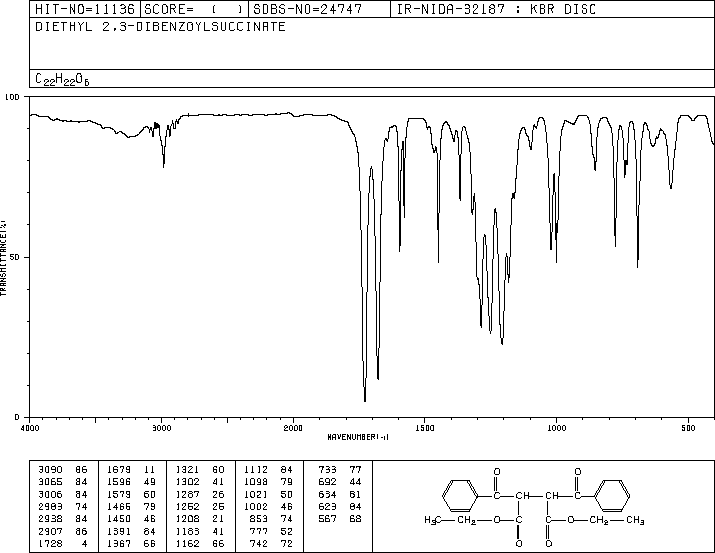 HIT-NO=11136 SCORE= ( ) SDBS-NO=24747 IR-NIDA-32187 : KBR DISC
DIETHYL 2,3-DIBENZOYLSUCCINATE
C22H22O6
100
50
0
TRANSMITTANCE(%)
4000 3000 2000 1500 1000 500
WAVENUMBER(-1)
3090 86 1679 11 1321 60 1112 84 733 77
3065 84 1596 49 1302 41 1098 79 692 44
3006 84 1579 60 1287 26 1021 50 634 81
2983 74 1466 79 1252 25 1002 46 623 84
2938 84 1450 46 1208 21 853 74 567 68
2907 86 1391 84 1183 41 777 52
1728 4 1367 66 1162 66 742 72
O O
C-CH-CH-C
H3C-CH2-O-C C-O-CH2-CH3
O O